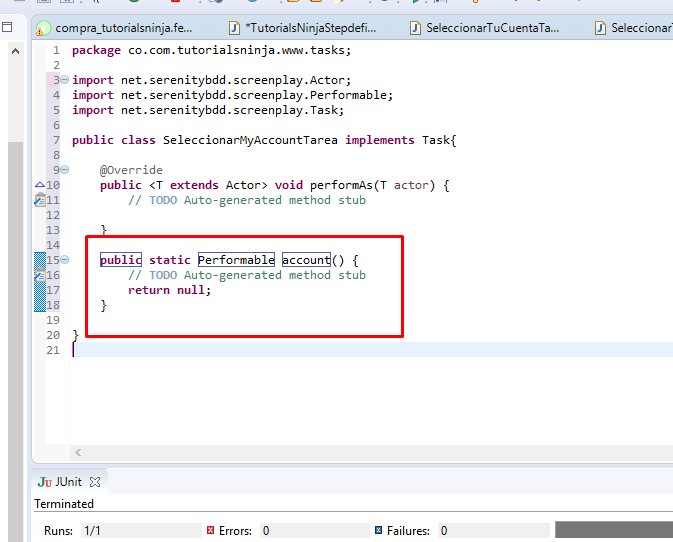 compra_tutorialsninja.fe...
*TutorialsNinjaStepdefi...
SeleccionarTuCuentaTa...
SeleccionarT
1 package co.com.tutorialsninja.www.tasks;
2
3 import net.serenitybdd.screenplay.Actor;
4 import net.serenitybdd.screenplay.Performable;
5 import net.serenitybdd.screenplay.Task;
6
7 public class SeleccionarMyAccountTarea implements Task{
8
9 @Override
10 public <T extends Actor> void performAs(T actor) {
11 // TODO Auto-generated method stub
12
13 }
14
15 public static Performable account() {
16 // TODO Auto-generated method stub
17 return null;
18 }
19
20 }
21
JUnit
Terminated
Runs: 1/1 Errors: 0 Failures: 0